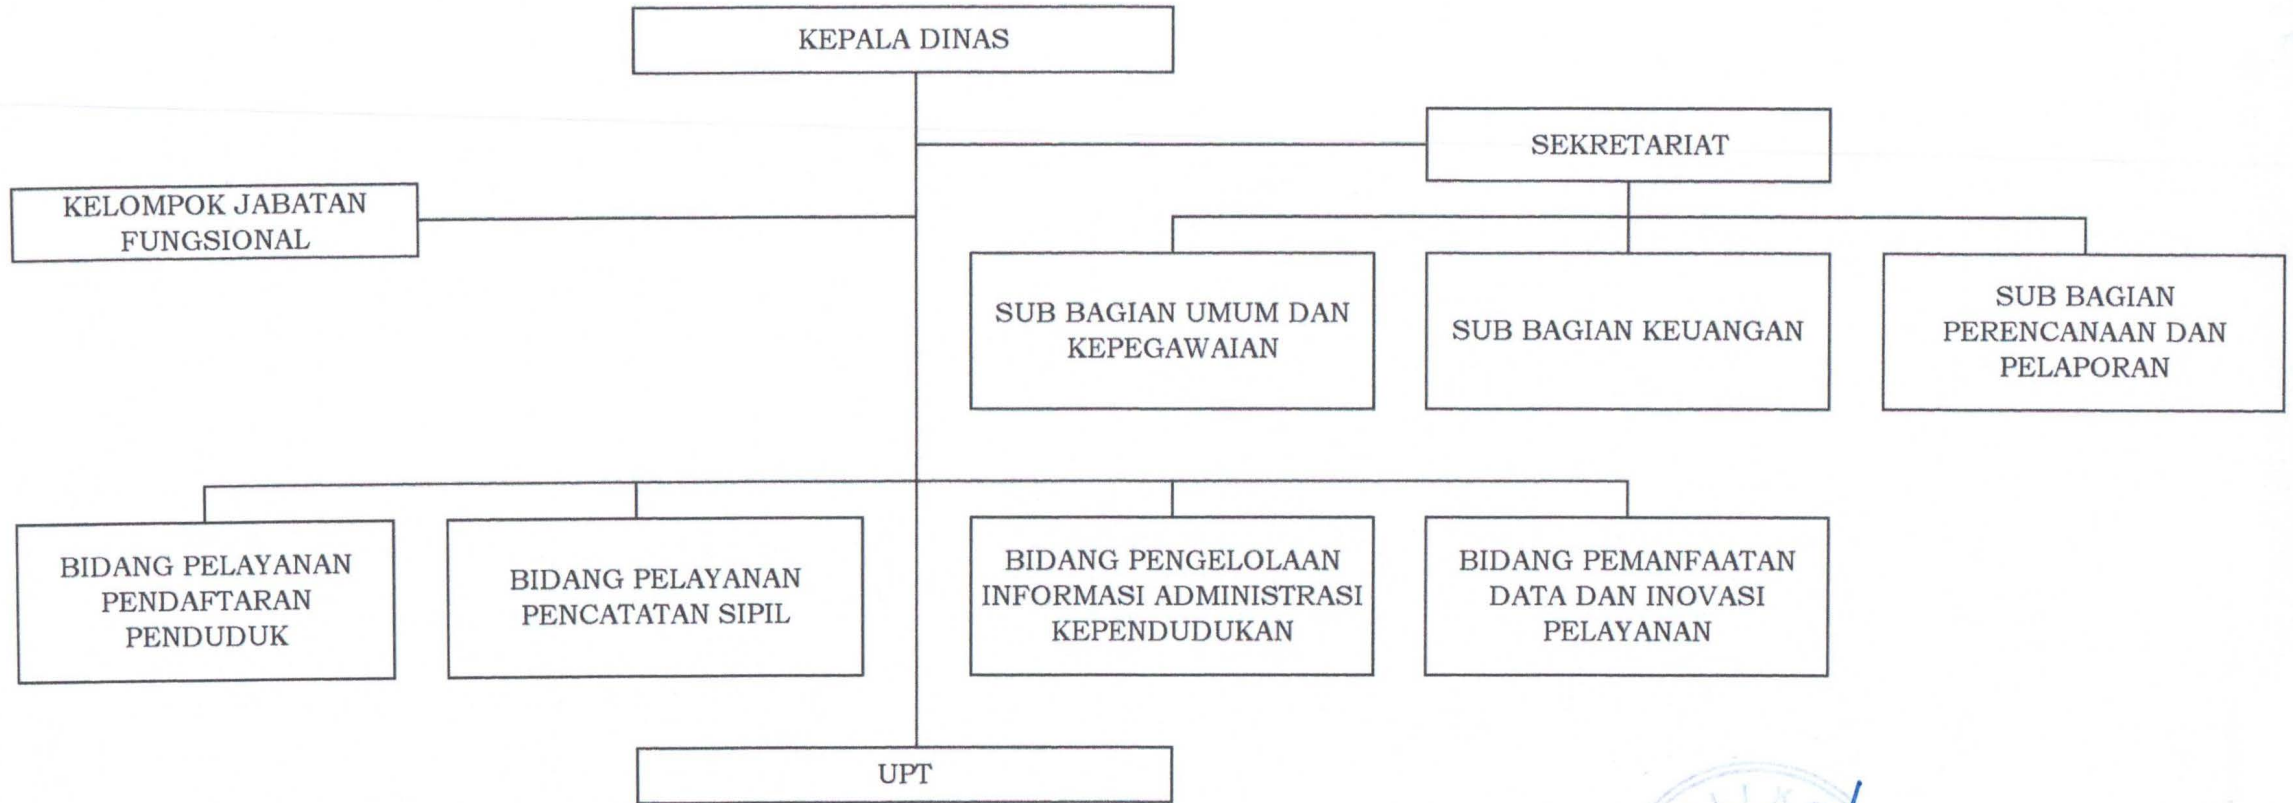 KEPALA DINAS
SEKRETARIAT
KELOMPOK JABATAN
FUNGSIONAL
SUB BAGIAN UMUM DAN
KEPEGAWAIAN
SUB BAGIAN KEUANGAN
SUB BAGIAN
PERENCANAAN DAN
PELAPORAN
BIDANG PELAYANAN
PENDAFTARAN
PENDUDUK
BIDANG PELAYANAN
PENCATATAN SIPIL
BIDANG PENGELOLAAN
INFORMASI ADMINISTRASI
KEPENDUDUKAN
BIDANG PEMANFAATAN
DATA DAN INOVASI
PELAYANAN
UPT